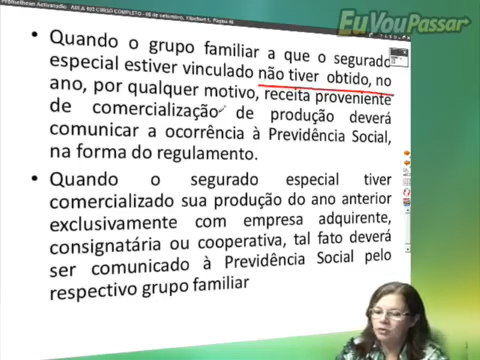 EuVouPassar
Quando o grupo familiar a que o segurado
especial estiver vinculado não tiver obtido, no
ano, por qualquer motivo, receita proveniente
de comercialização de produção deverá
comunicar a ocorrência à Previdência Social,
na forma do regulamento.
Quando o segurado especial tiver
comercializado sua produção do ano anterior
exclusivamente com empresa adquirente,
consignatária ou cooperativa, tal fato deverá
ser comunicado à Previdência Social pelo
respectivo grupo familiar